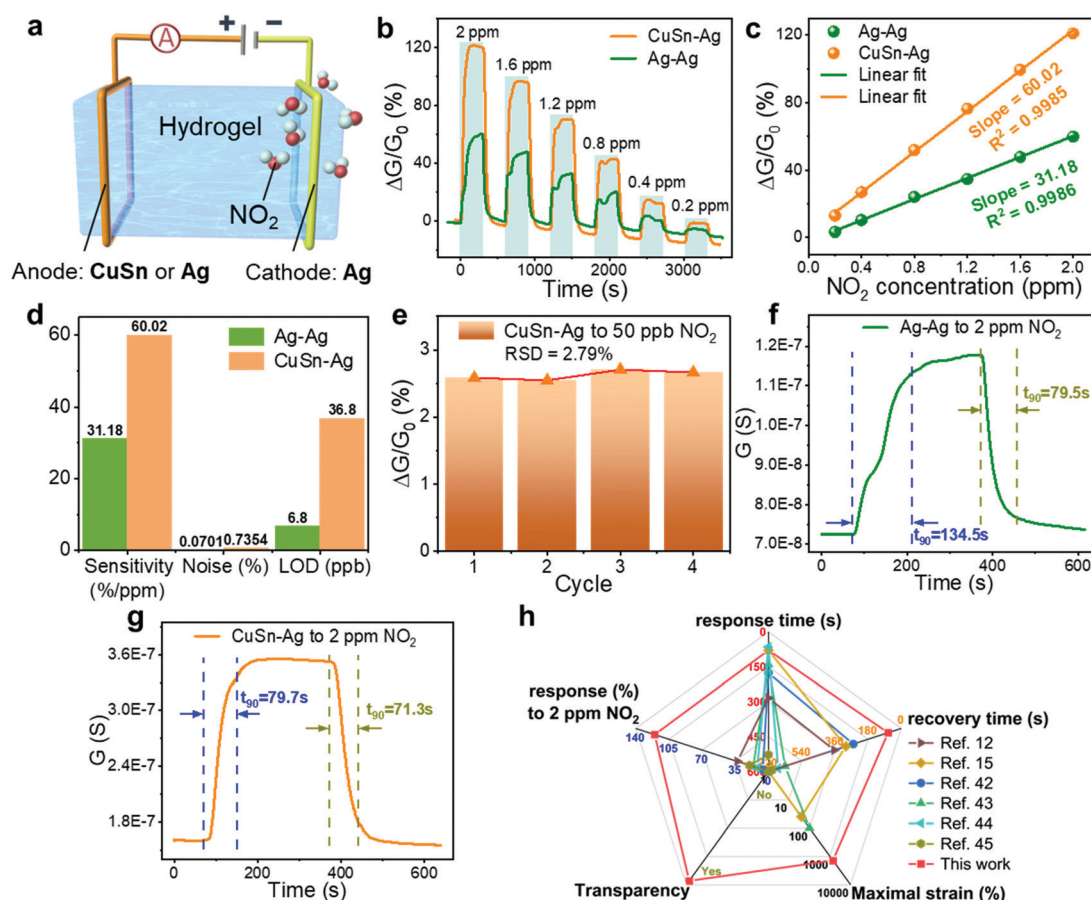 a
A
+ −
Hydrogel
NO2
Anode: CuSn or Ag
Cathode: Ag
b
ΔG/G0 (%)
120
80
40
0
2 ppm
1.6 ppm
1.2 ppm
0.8 ppm
0.4 ppm
0.2 ppm
CuSn-Ag
Ag-Ag
0 1000 2000 3000
Time (s)
c
ΔG/G0 (%)
120
80
40
0
Ag-Ag
CuSn-Ag
Linear fit
Linear fit
Slope = 60.02
R2 = 0.9985
Slope = 31.18
R2 = 0.9986
0.0 0.4 0.8 1.2 1.6 2.0
NO2 concentration (ppm)
d
60
40
20
0
Ag-Ag
CuSn-Ag
60.02
31.18
0.0701 0.7354
6.8
36.8
Sensitivity Noise (%) LOD (ppb)
(%/ppm)
e
ΔG/G0 (%)
3
2
1
0
CuSn-Ag to 50 ppb NO2
RSD = 2.79%
1 2 3 4
Cycle
f
G (S)
1.2E-7
1.1E-7
9.0E-8
8.0E-8
7.0E-8
Ag-Ag to 2 ppm NO2
t90=79.5s
t90=134.5s
0 200 400 600
Time (s)
g
G (S)
3.6E-7
3.0E-7
2.4E-7
1.8E-7
CuSn-Ag to 2 ppm NO2
t90=79.7s
t90=71.3s
0 200 400 600
Time (s)
h
response time (s)
0
150
300
450
600
response (%)
to 2 ppm NO2
140 105 70 35
recovery time (s)
0
180
360
540
No
Yes
Transparency
10
100
1000
10000
Maximal strain (%)
Ref. 12
Ref. 15
Ref. 42
Ref. 43
Ref. 44
Ref. 45
This work